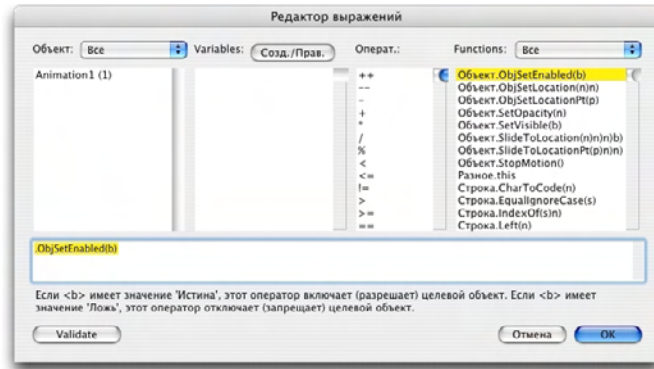 Редактор выражений
Объект: Все Variables: Созд./Прав. Операт.: Functions: Все
Animation1 (1)
++
--
-
+
*
/
%
<
<=
!=
>
>=
==
Объект.ObjSetEnabled(b)
Объект.ObjSetLocation(n)n)
Объект.ObjSetLocationPt(p)
Объект.SetOpacity(n)
Объект.SetVisible(b)
Объект.SlideToLocation(n)n)n)b)
Объект.SlideToLocationPt(p)n)n)
Объект.StopMotion()
Разное.this
Строка.CharToCode(n)
Строка.EqualIgnoreCase(s)
Строка.IndexOf(s)n)
Строка.Left(n)
.ObjSetEnabled(b)
Если <b> имеет значение 'Истина', этот оператор включает (разрешает) целевой объект. Если <b> имеет
значение 'Ложь', этот оператор отключает (запрещает) целевой объект.
Validate Отмена OK